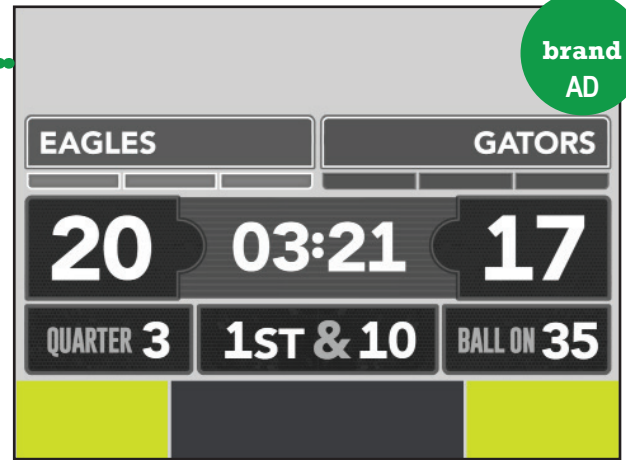 brand
AD
EAGLES
GATORS
20
03:21
17
QUARTER 3
1ST & 10
BALL ON 35